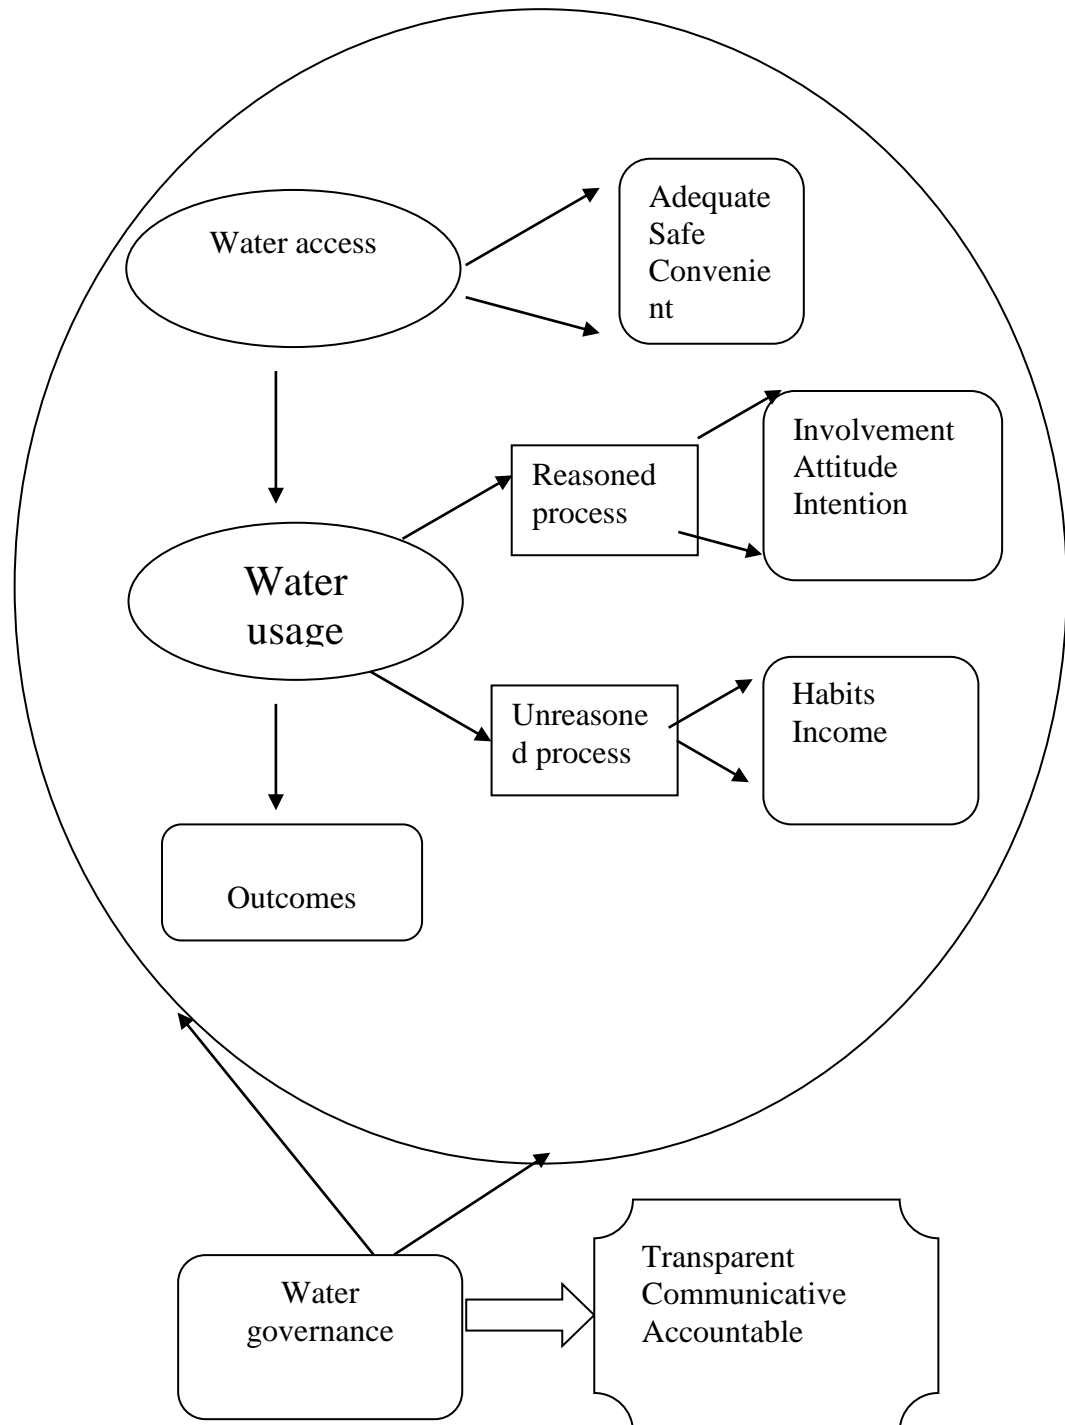 Water access
Adequate
Safe
Convenie
nt
Involvement
Attitude
Intention
Reasoned
process
Water
usage
Unreasone
d process
Habits
Income
Outcomes
Water
governance
Transparent
Communicative
Accountable